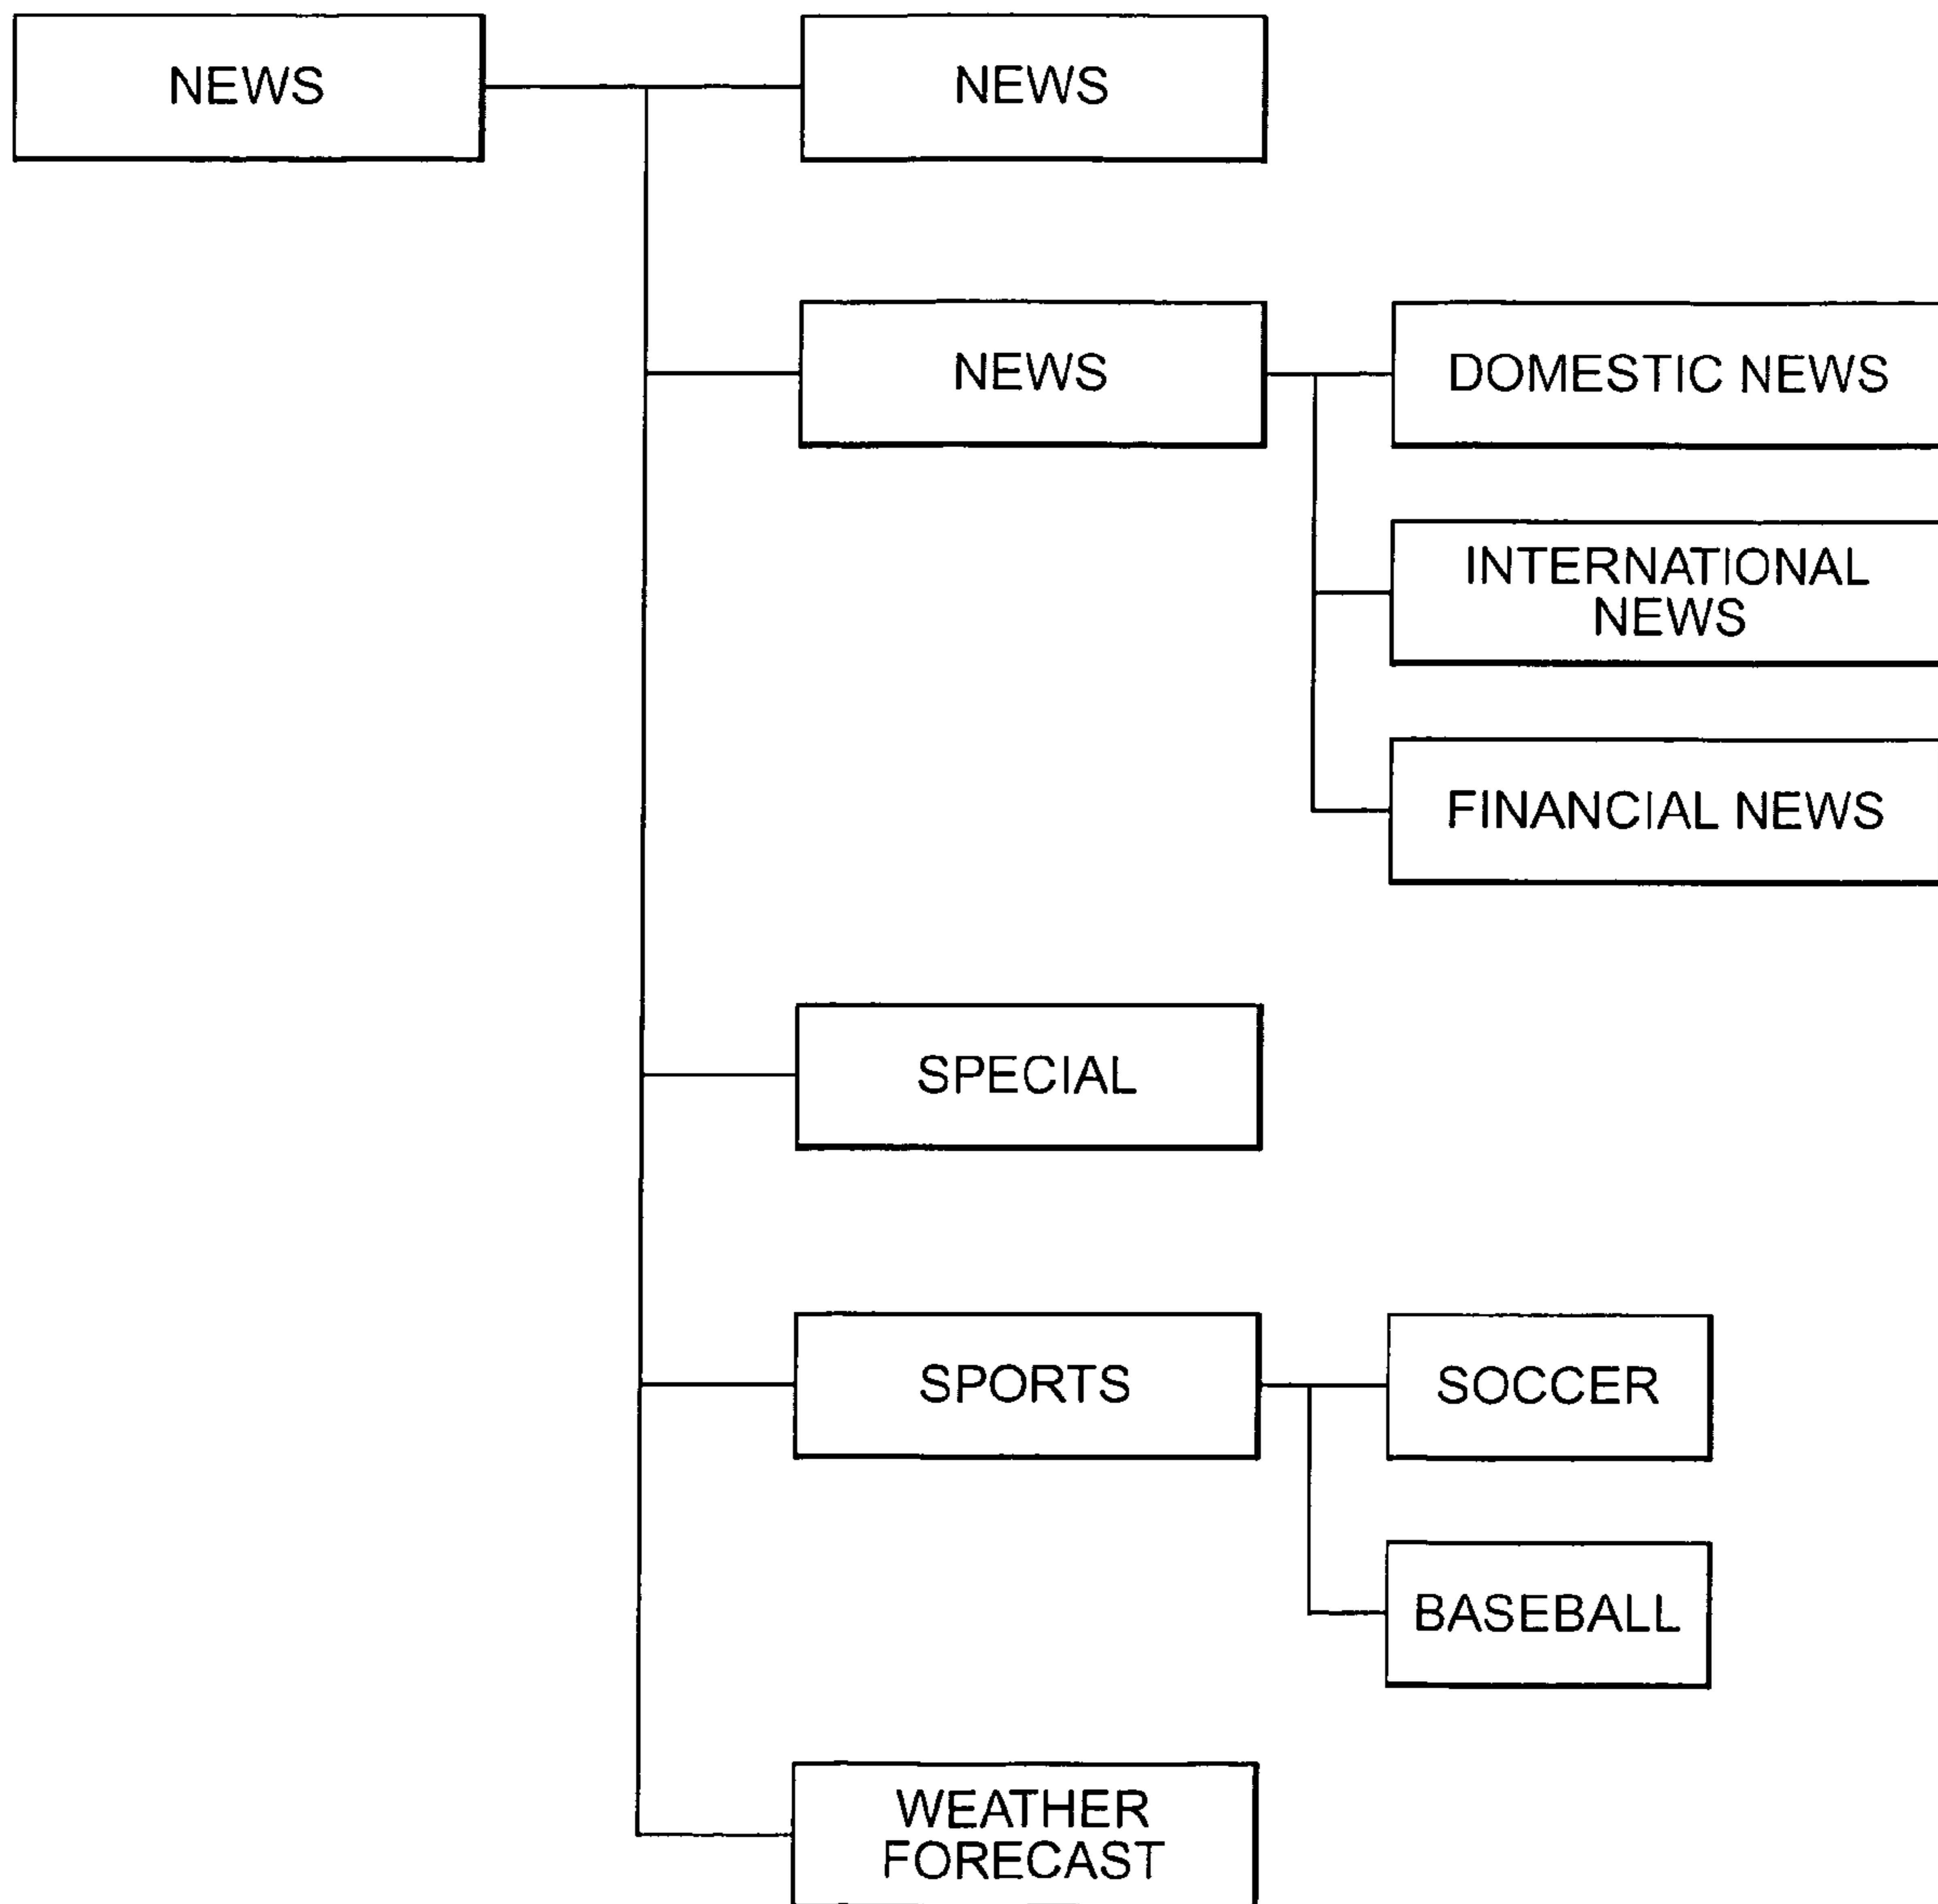 NEWS
NEWS
NEWS
DOMESTIC NEWS
INTERNATIONAL
NEWS
FINANCIAL NEWS
SPECIAL
SPORTS
SOCCER
BASEBALL
WEATHER
FORECAST